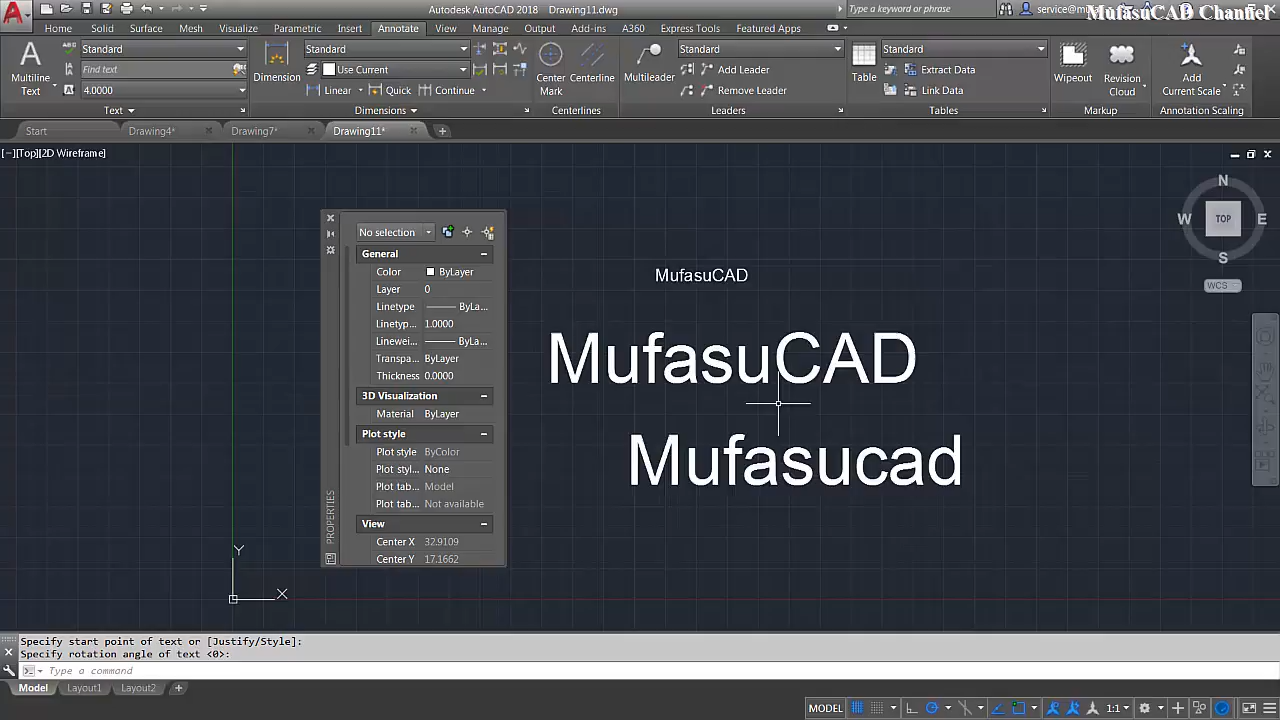 Autodesk AutoCAD 2018 Drawing11.dwg
Type a keyword or phrase
MufasuCAD Channel
Home Solid Surface Mesh Visualize Parametric Insert Annotate View Manage Output Add-ins A360 Express Tools Featured Apps
Multiline Text
Standard
Find text
4.0000
Text
Dimension
Standard
Use Current
Linear Quick Continue
Dimensions
Center Mark
Centerline
Centerlines
Multileader
Standard
Add Leader
Remove Leader
Leaders
Table
Standard
Extract Data
Link Data
Tables
Wipeout
Revision Cloud
Markup
Add Current Scale
Annotation Scaling
Start Drawing4* Drawing7* Drawing11*
[−][Top][2D Wireframe]
N
W TOP E
S
WCS
No selection
General
Color ByLayer
Layer 0
Linetype ByLa...
Linetyp... 1.0000
Linewei... ByLa...
Transpa... ByLayer
Thickness 0.0000
3D Visualization
Material ByLayer
Plot style
Plot style ByColor
Plot styl... None
Plot tab... Model
Plot tab... Not available
View
Center X 32.9109
Center Y 17.1662
PROPERTIES
MufasuCAD
MufasuCAD
Mufasucad
Y
X
Specify start point of text or [Justify/Style]:
Specify rotation angle of text <0>:
Type a command
Model Layout1 Layout2
MODEL 1:1